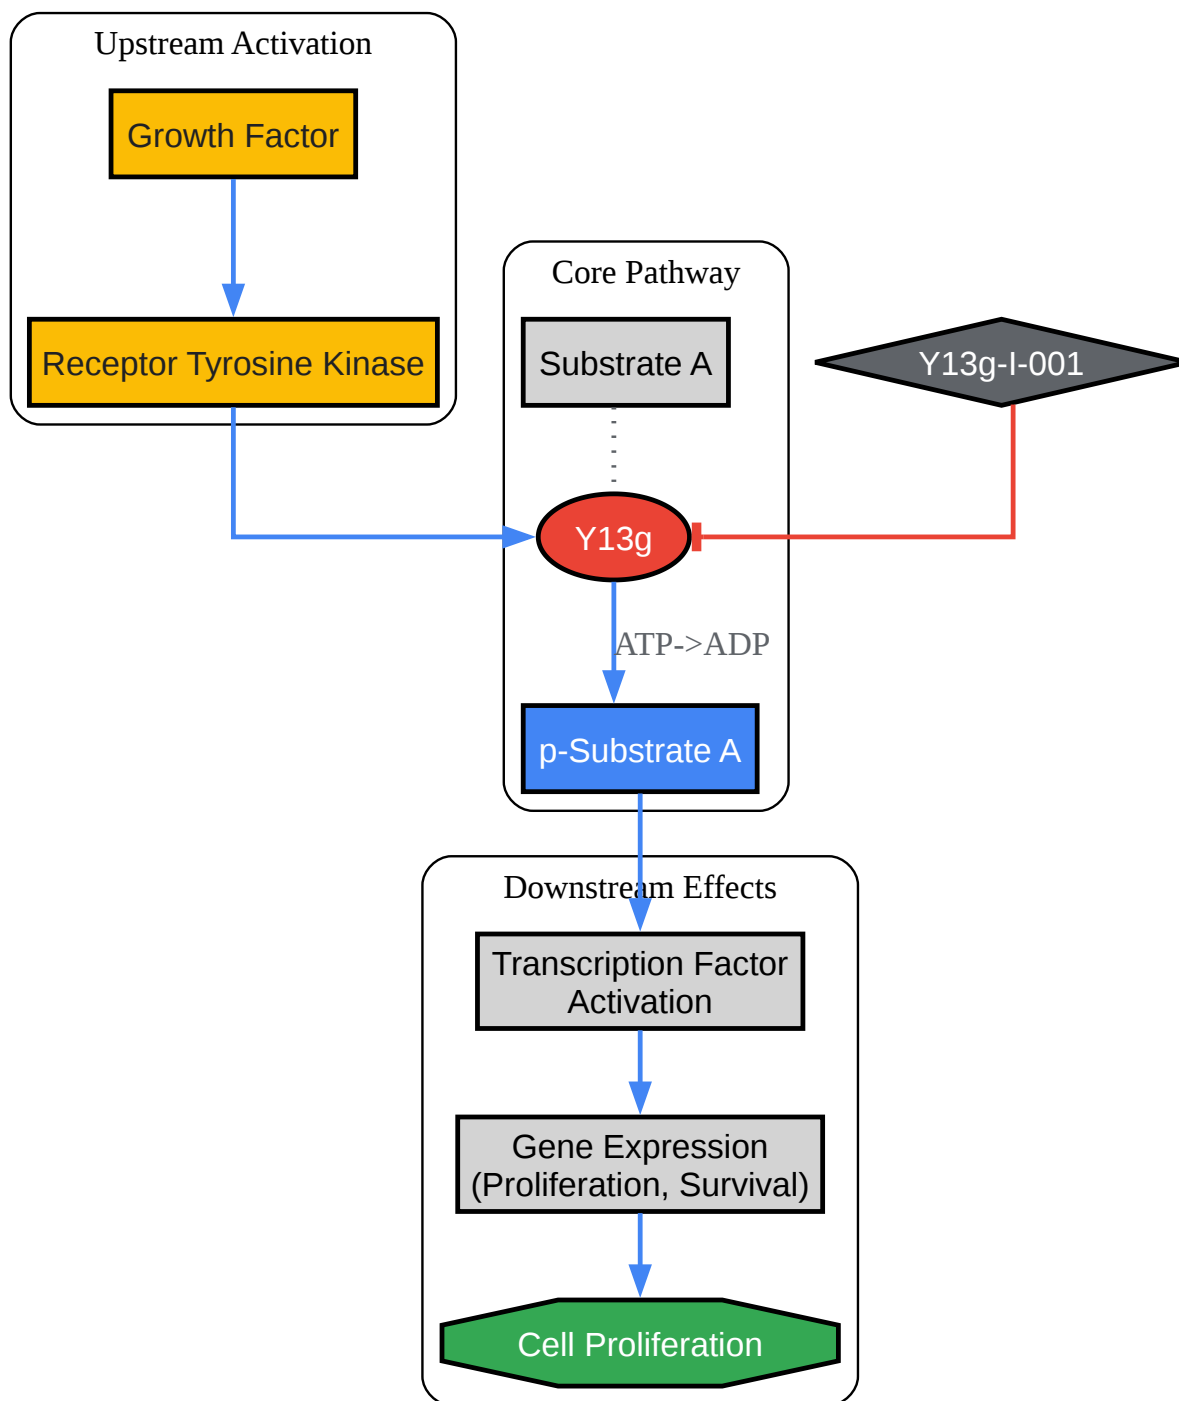 Upstream Activation
Growth Factor
Receptor Tyrosine Kinase
Core Pathway
Substrate A
Y13g-I-001
Y13g
ATP->ADP
p-Substrate A
Downstream Effects
Transcription Factor
Activation
Gene Expression
(Proliferation, Survival)
Cell Proliferation